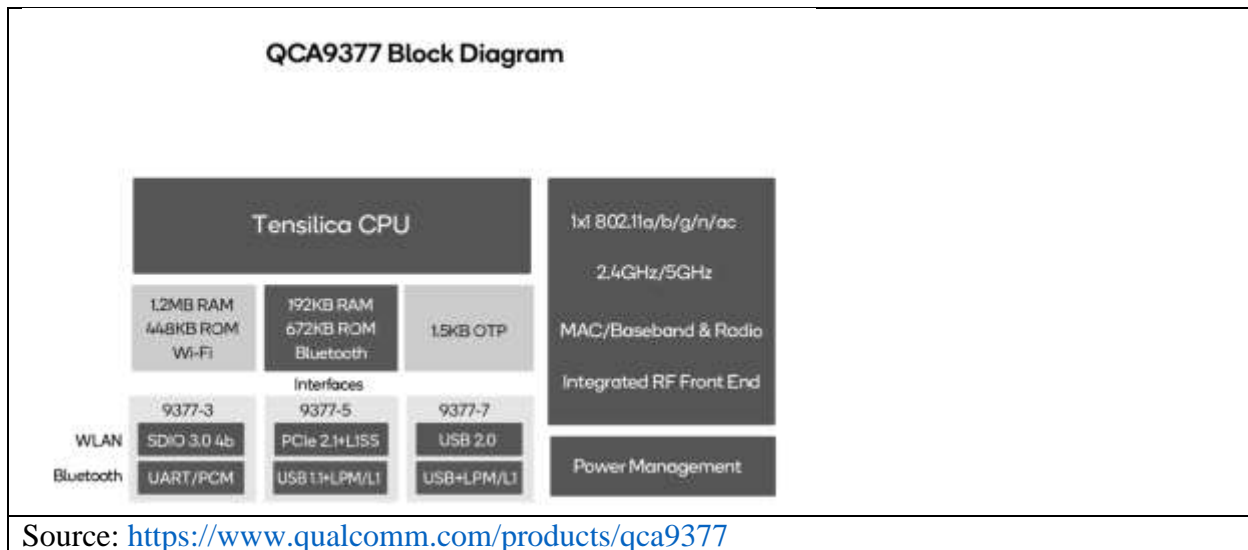 QCA9377 Block Diagram
Tensilica CPU
1x1 802.11a/b/g/n/ac
2.4GHz/5GHz
MAC/Baseband & Radio
Integrated RF Front End
1.2MB RAM
448KB ROM
Wi-Fi
192KB RAM
672KB ROM
Bluetooth
1.5KB OTP
Interfaces
9377-3 9377-5 9377-7
WLAN SDIO 3.0 4b PCIe 2.1+L1SS USB 2.0
Bluetooth UART/PCM USB 1.1+LPM/L1 USB+LPM/L1
Power Management
Source: https://www.qualcomm.com/products/qca9377